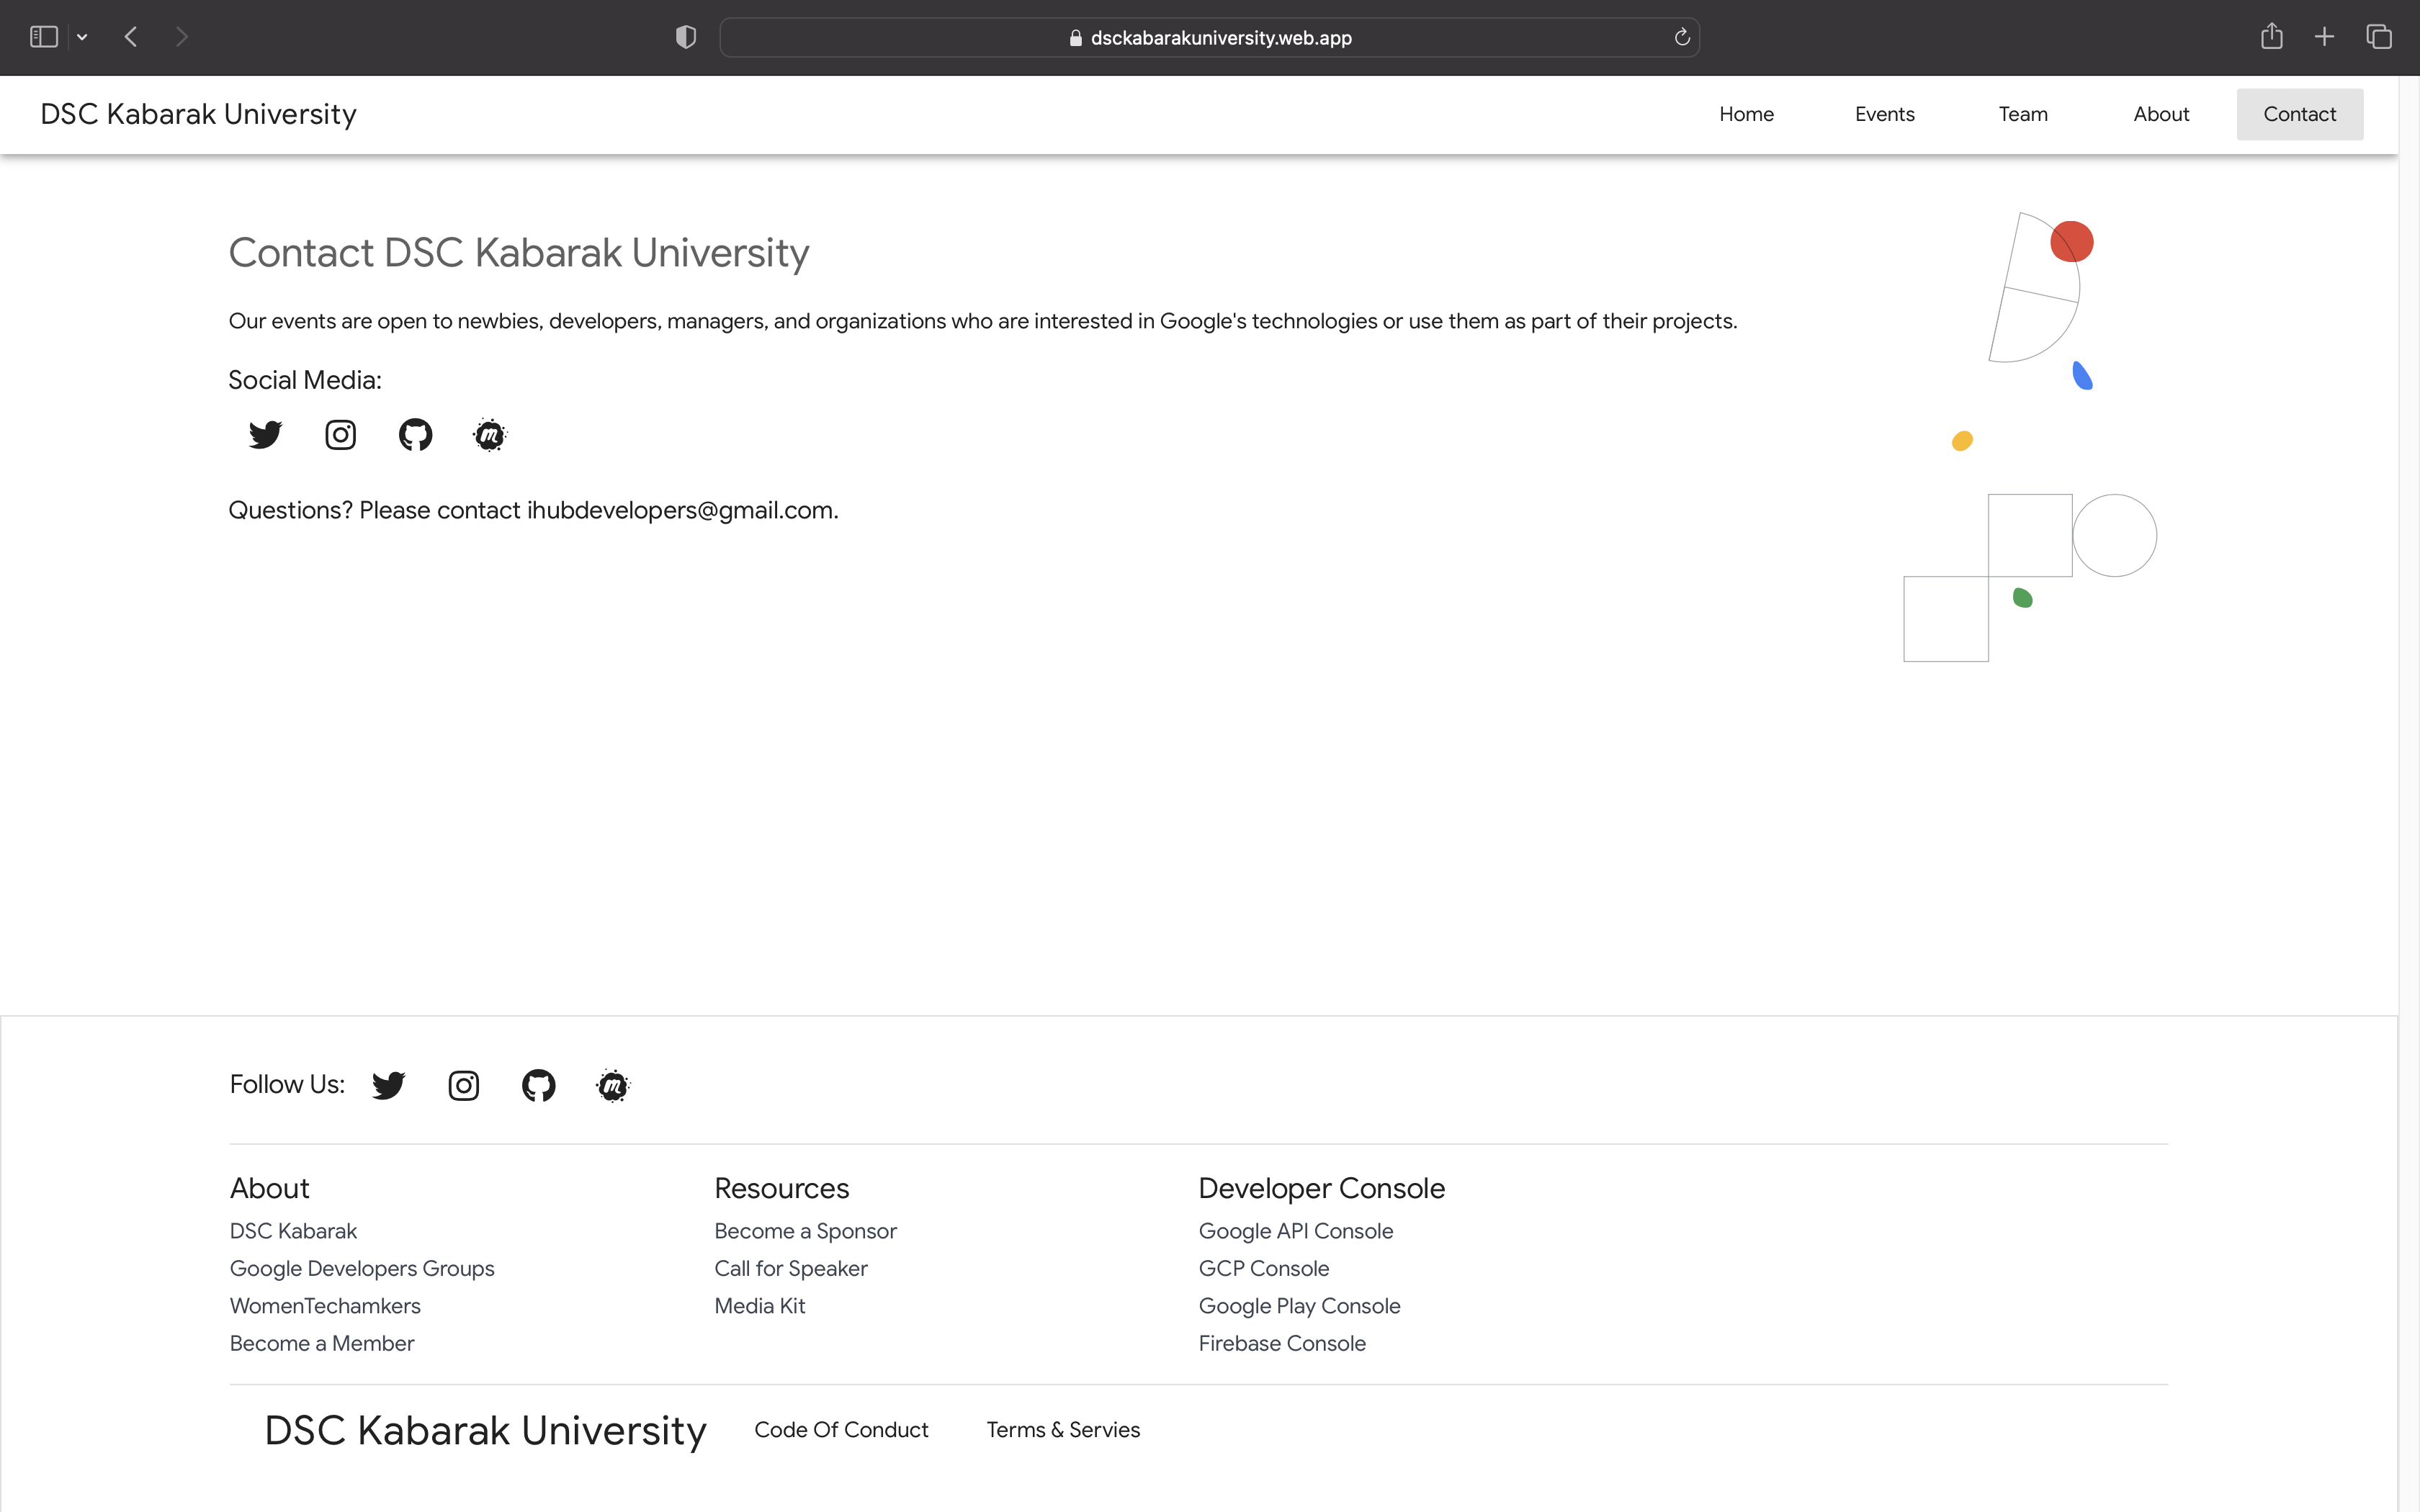 dsckabarakuniversity.web.app
DSC Kabarak University
Home
Events
Team
About
Contact
Contact DSC Kabarak University
Our events are open to newbies, developers, managers, and organizations who are interested in Google's technologies or use them as part of their projects.
Social Media:
Questions? Please contact ihubdevelopers@gmail.com.
Follow Us:
About
DSC Kabarak
Google Developers Groups
WomenTechamkers
Become a Member
Resources
Become a Sponsor
Call for Speaker
Media Kit
Developer Console
Google API Console
GCP Console
Google Play Console
Firebase Console
DSC Kabarak University
Code Of Conduct
Terms & Servies